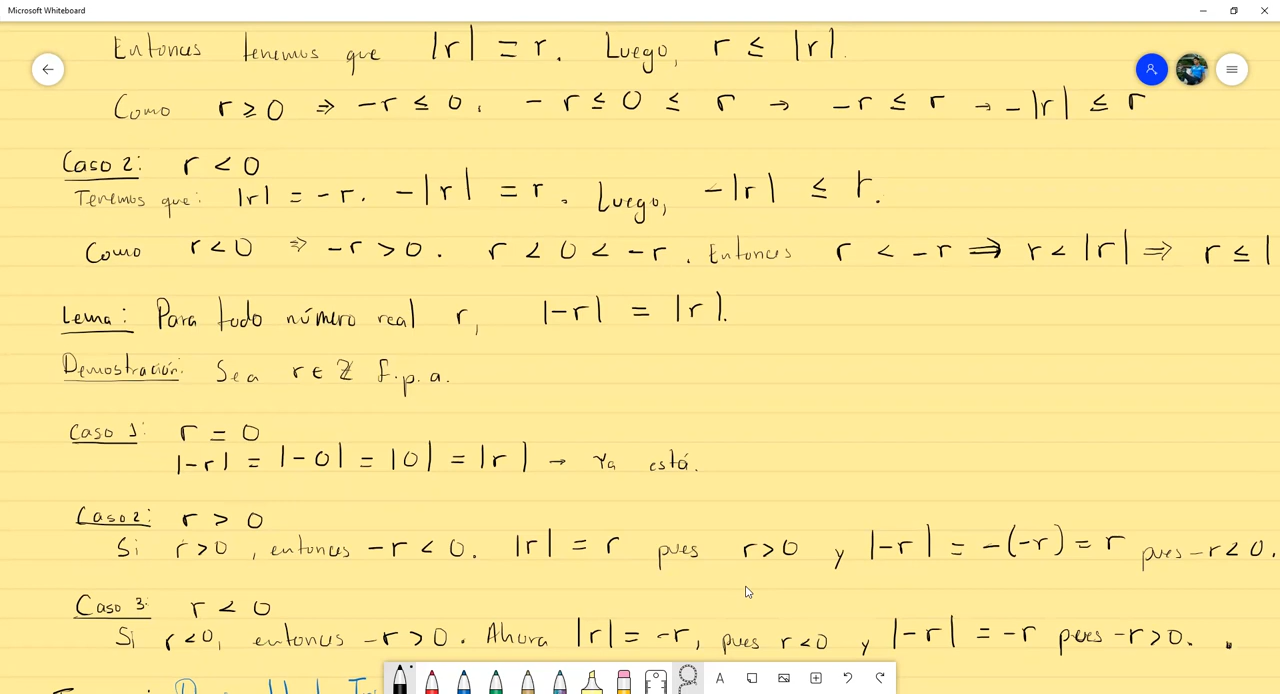 Microsoft Whiteboard
Entonces tenemos que |r| = r. Luego, r ≤ |r|.
Como r ≥ 0 ⇒ -r ≤ 0. -r ≤ 0 ≤ r → -r ≤ r → -|r| ≤ r
Caso 2: r < 0
Tenemos que: |r| = -r. -|r| = r. Luego, -|r| ≤ r.
Como r < 0 ⇒ -r > 0. r < 0 < -r. Entonces r < -r ⟹ r < |r| ⟹ r ≤ |
Lema: Para todo número real r, |-r| = |r|.
Demostración: Sea r ∈ ℤ f.p.a.
Caso 1: r = 0
|-r| = |-0| = |0| = |r| → Ya está.
Caso 2: r > 0
Si r > 0, entonces -r < 0. |r| = r pues r > 0 y |-r| = -(-r) = r pues -r < 0.
Caso 3: r < 0
Si r < 0, entonces -r > 0. Ahora |r| = -r, pues r < 0 y |-r| = -r pues -r > 0.